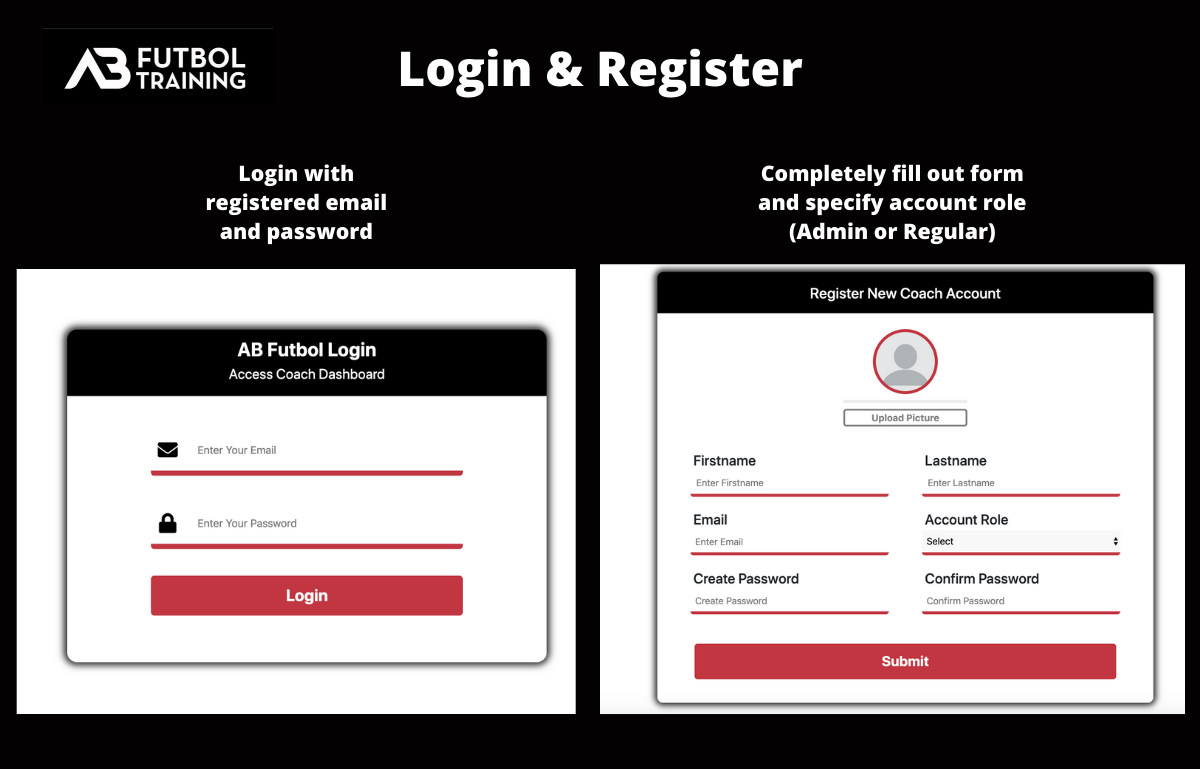 AB FUTBOL
TRAINING
Login & Register
Login with
registered email
and password
AB Futbol Login
Access Coach Dashboard
Enter Your Email
Enter Your Password
Login
Completely fill out form
and specify account role
(Admin or Regular)
Register New Coach Account
Upload Picture
Firstname
Enter Firstname
Lastname
Enter Lastname
Email
Enter Email
Account Role
Select
Create Password
Create Password
Confirm Password
Confirm Password
Submit